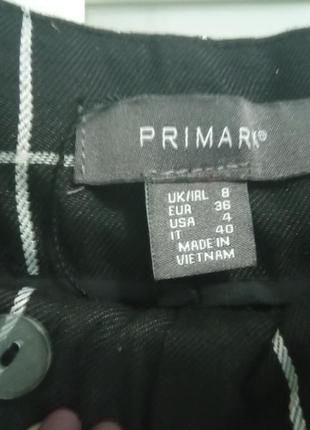 PRIMARK®
UK/IRL 8
EUR 36
USA 4
IT 40
MADE IN
VIETNAM